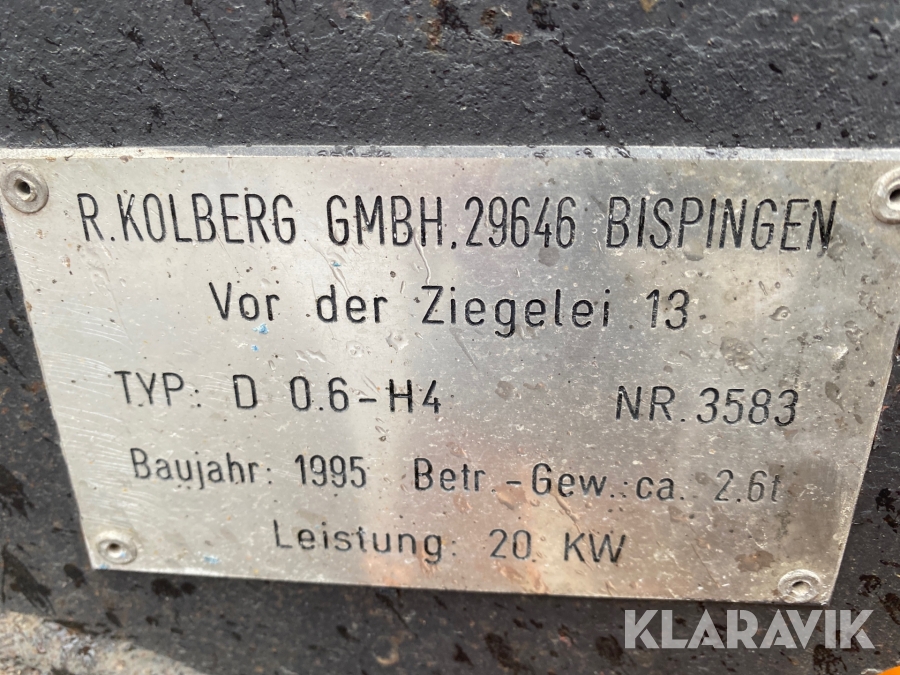 R. KOLBERG GMBH, 29646 BISPINGEN
Vor der Ziegelei 13
TYP: D 0.6-H4 NR. 3583
Baujahr: 1995 Betr.-Gew.: ca. 2.6t
Leistung: 20 KW
KLARAVIK